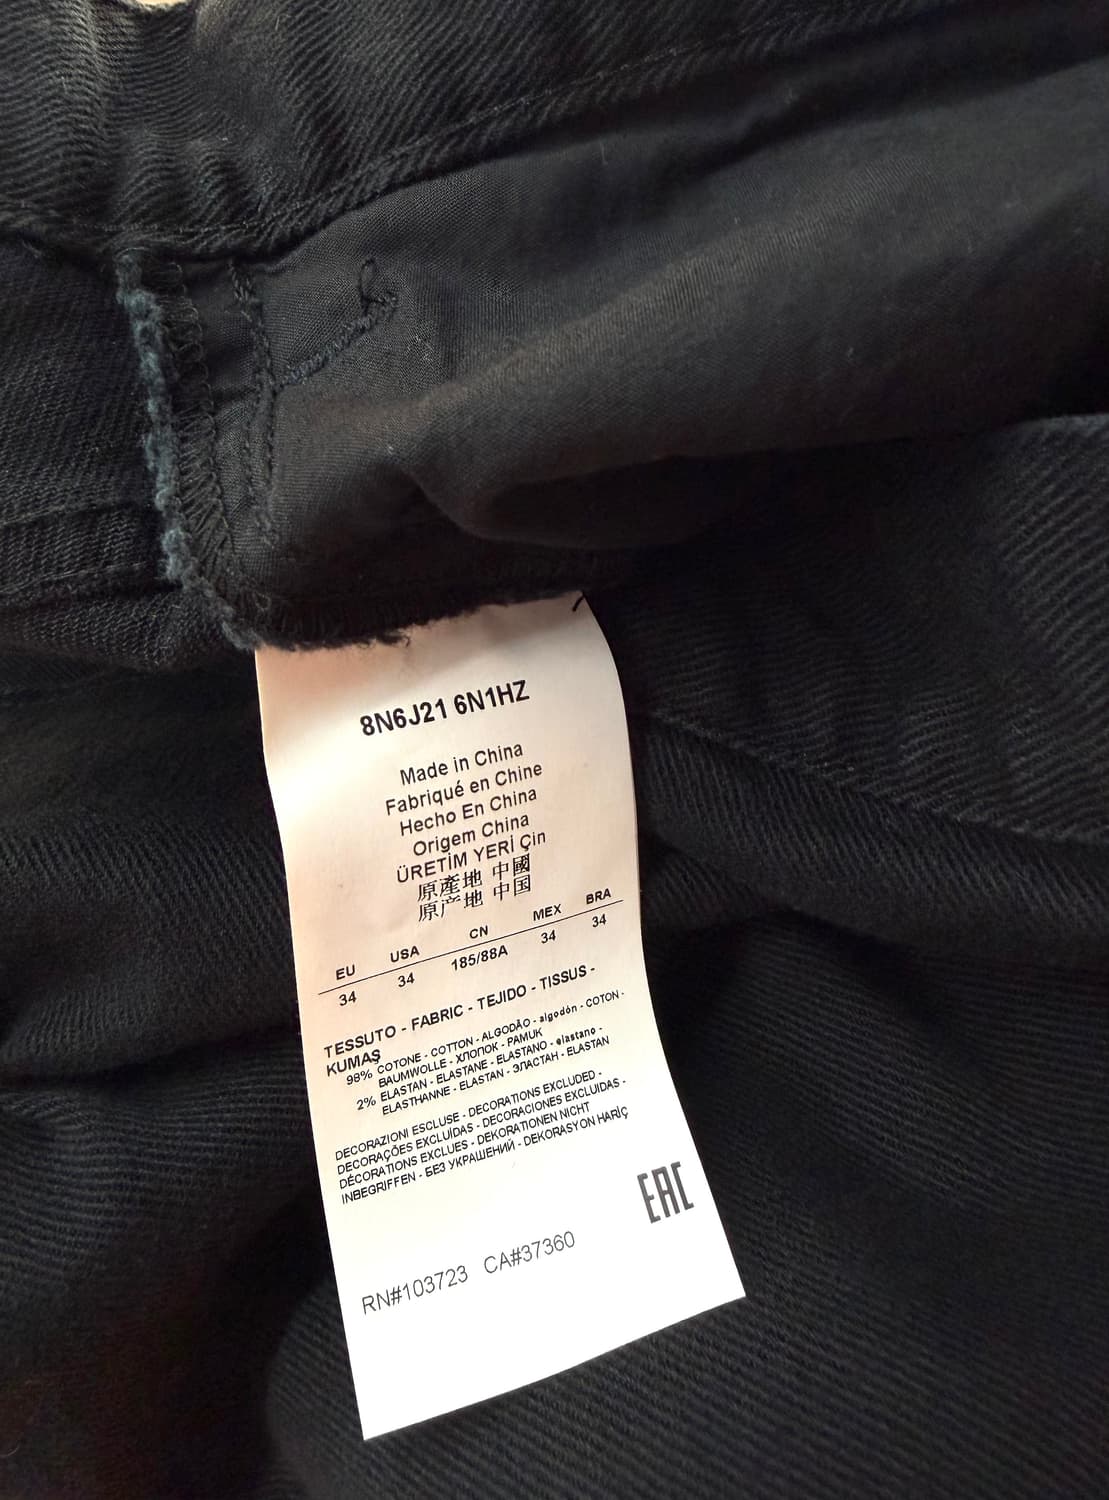 8N6J21 6N1HZ
Made in China
Fabriqué en Chine
Hecho En China
Origem China
ÜRETİM YERİ Çin
原產地 中國
原产地 中国
EU USA CN MEX BRA
34 34 185/88A 34 34
TESSUTO - FABRIC - TEJIDO - TISSUS -
KUMAŞ
98% COTONE - COTTON - ALGODÃO - algodón - COTON -
BAUMWOLLE - ХЛОПОК - PAMUK
2% ELASTAN - ELASTANE - ELASTANO - elastano -
ELASTHANNE - ELASTAN - ЭЛАСТАН - ELASTAN
DECORAZIONI ESCLUSE - DECORATIONS EXCLUDED -
DECORAÇÕES EXCLUÍDAS - DECORACIONES EXCLUIDAS -
DÉCORATIONS EXCLUES - DEKORATIONEN NICHT
INBEGRIFFEN - БЕЗ УКРАШЕНИЙ - DEKORASYON HARİÇ
EAC
RN#103723 CA#37360